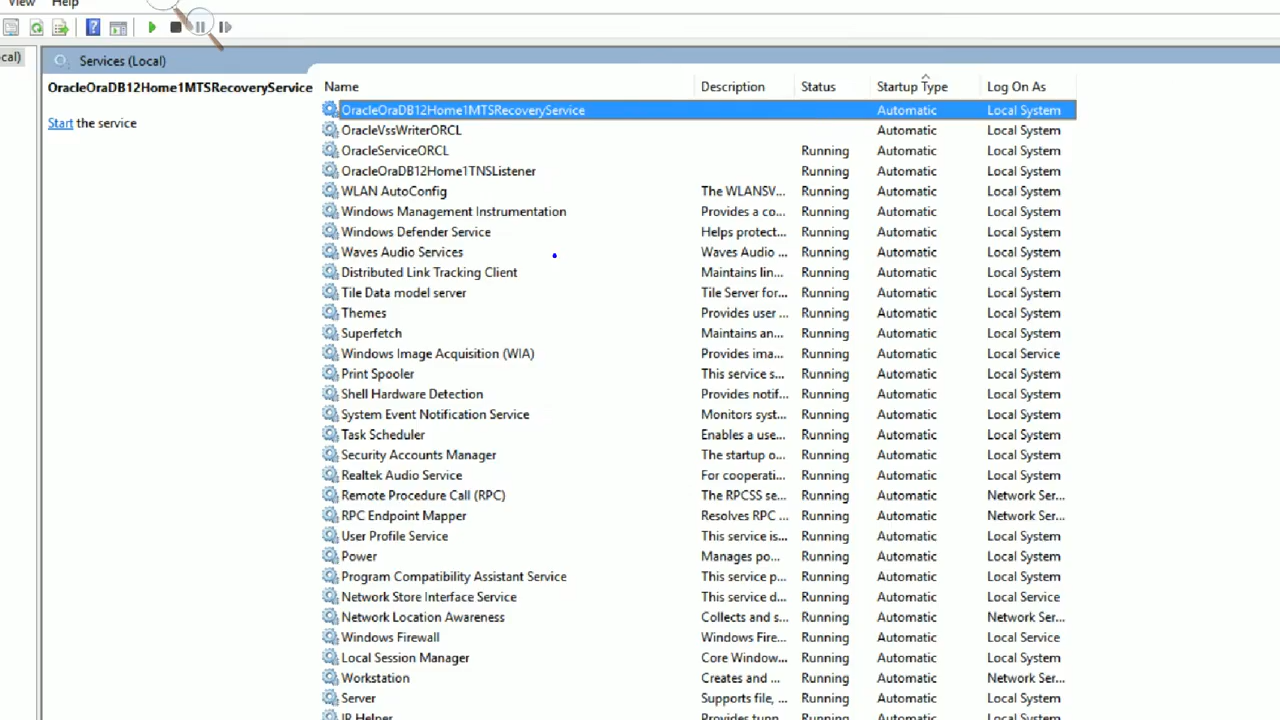 View Help
cal)
Services (Local)
OracleOraDB12Home1MTSRecoveryService
Start the service
Name Description Status Startup Type Log On As
OracleOraDB12Home1MTSRecoveryService Automatic Local System
OracleVssWriterORCL Automatic Local System
OracleServiceORCL Running Automatic Local System
OracleOraDB12Home1TNSListener Running Automatic Local System
WLAN AutoConfig The WLANSV... Running Automatic Local System
Windows Management Instrumentation Provides a co... Running Automatic Local System
Windows Defender Service Helps protect... Running Automatic Local System
Waves Audio Services Waves Audio ... Running Automatic Local System
Distributed Link Tracking Client Maintains lin... Running Automatic Local System
Tile Data model server Tile Server for... Running Automatic Local System
Themes Provides user ... Running Automatic Local System
Superfetch Maintains an... Running Automatic Local System
Windows Image Acquisition (WIA) Provides ima... Running Automatic Local Service
Print Spooler This service s... Running Automatic Local System
Shell Hardware Detection Provides notif... Running Automatic Local System
System Event Notification Service Monitors syst... Running Automatic Local System
Task Scheduler Enables a use... Running Automatic Local System
Security Accounts Manager The startup o... Running Automatic Local System
Realtek Audio Service For cooperati... Running Automatic Local System
Remote Procedure Call (RPC) The RPCSS se... Running Automatic Network Ser...
RPC Endpoint Mapper Resolves RPC ... Running Automatic Network Ser...
User Profile Service This service is... Running Automatic Local System
Power Manages po... Running Automatic Local System
Program Compatibility Assistant Service This service p... Running Automatic Local System
Network Store Interface Service This service d... Running Automatic Local Service
Network Location Awareness Collects and s... Running Automatic Network Ser...
Windows Firewall Windows Fire... Running Automatic Local Service
Local Session Manager Core Window... Running Automatic Local System
Workstation Creates and ... Running Automatic Network Ser...
Server Supports file, ... Running Automatic Local System
IP Helper Provides tunn... Running Automatic Local System